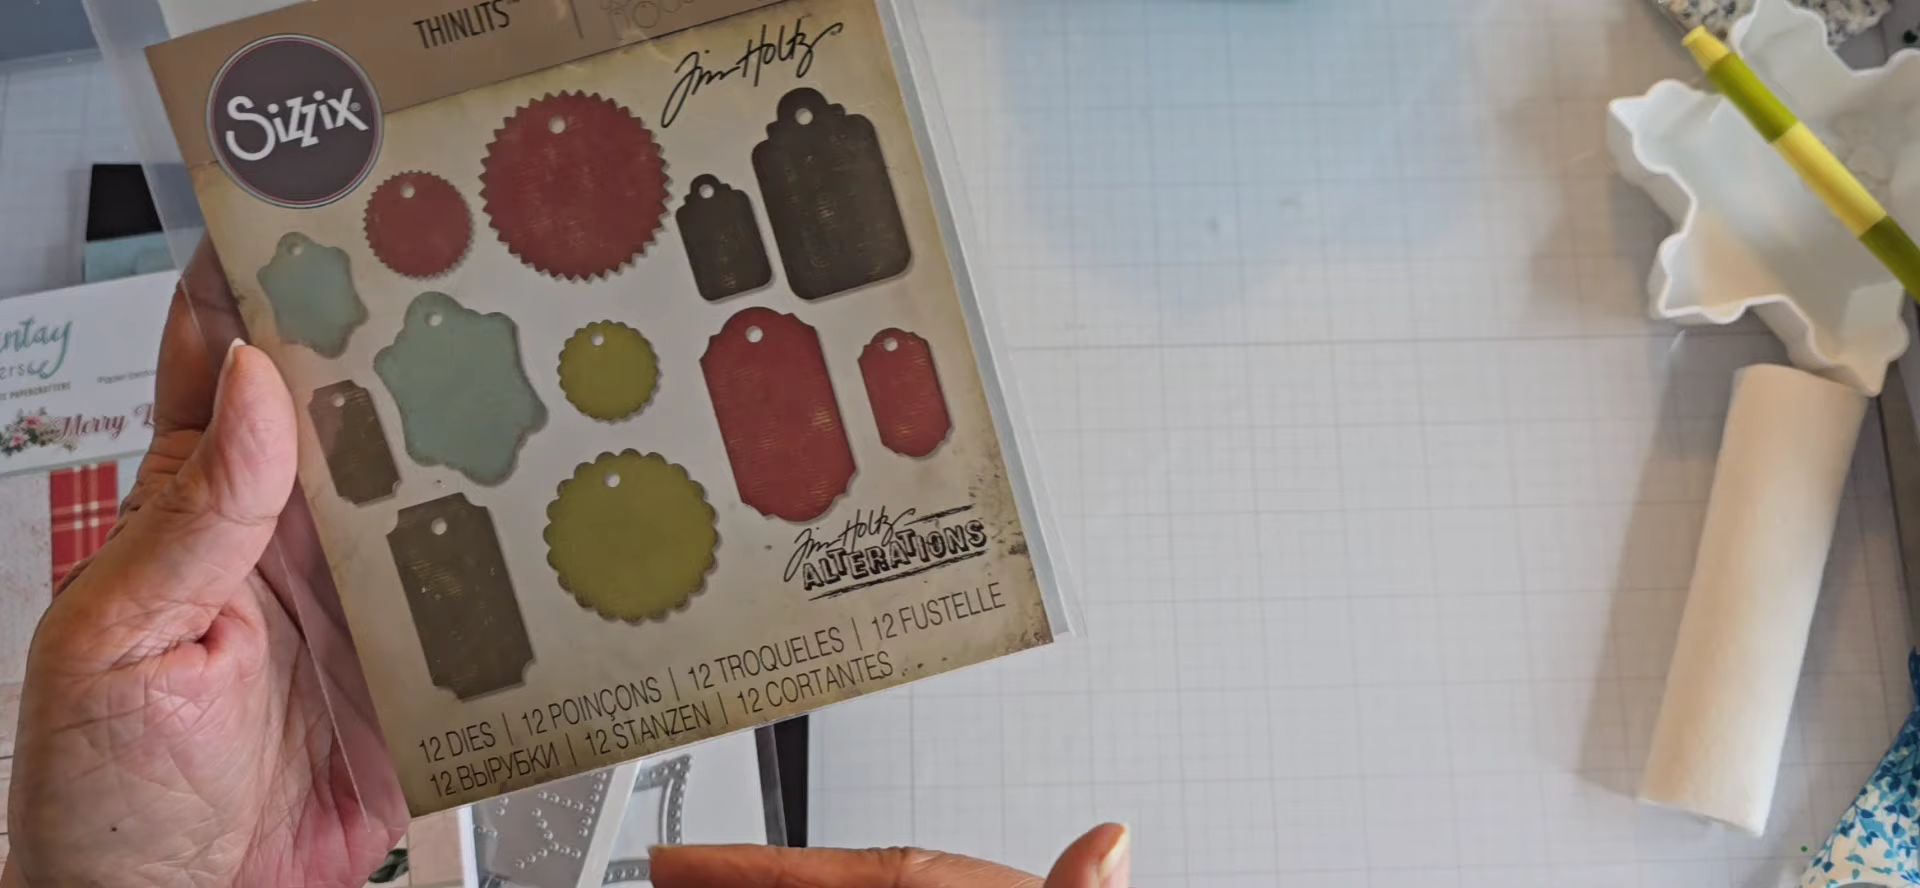 THINLITS™
Sizzix
Tim Holtz
Tim Holtz
ALTERATIONS
12 DIES | 12 POINÇONS | 12 TROQUELES | 12 FUSTELLE
12 ВЫРУБКИ | 12 STANZEN | 12 CORTANTES
Merry